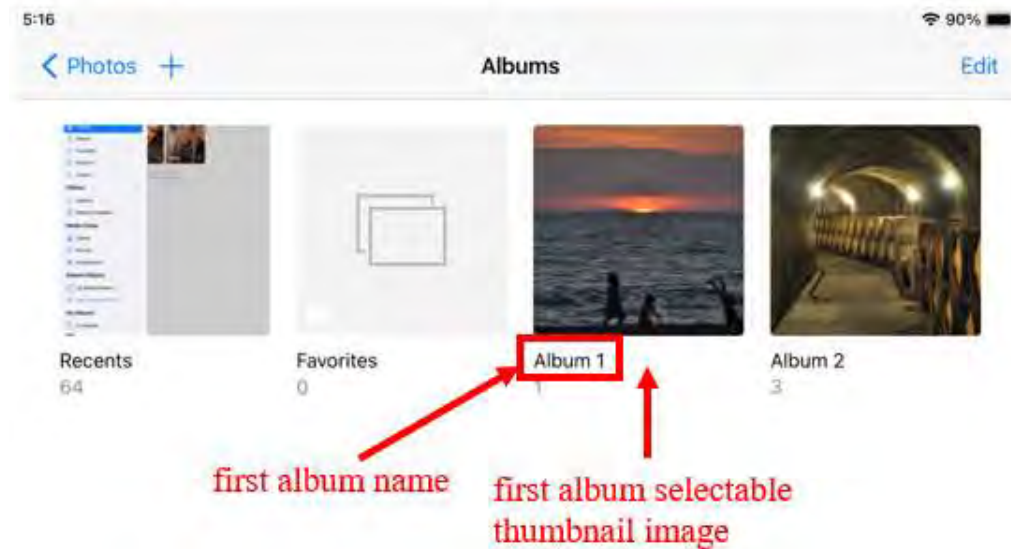 5:16
90%
Photos +
Albums
Edit
Recents
Favorites
Album 1
Album 2
64
0
1
3
first album name
first album selectable
thumbnail image